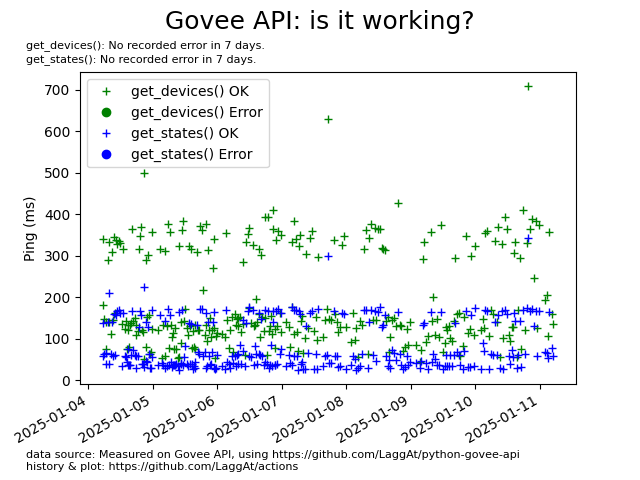 Govee API: is it working?
get_devices(): No recorded error in 7 days.
get_states(): No recorded error in 7 days.
get_devices() OK
get_devices() Error
get_states() OK
get_states() Error
Ping (ms)
700
600
500
400
300
200
100
0
2025-01-04
2025-01-05
2025-01-06
2025-01-07
2025-01-08
2025-01-09
2025-01-10
2025-01-11
data source: Measured on Govee API, using https://github.com/LaggAt/python-govee-api
history & plot: https://github.com/LaggAt/actions